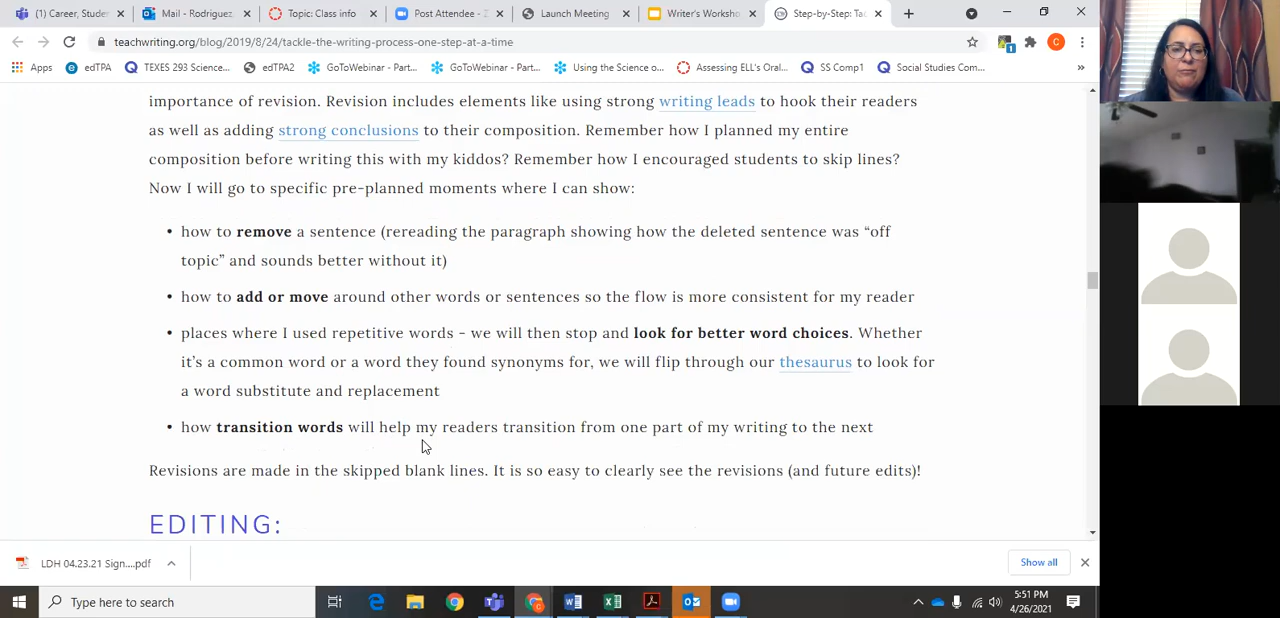 Career, Studen
Mail - Rodriguez,
Topic: Class info
Post Attendee - Z
Launch Meeting
Writer's Worksho
Step-by-Step: Tac
teachwriting.org/blog/2019/8/24/tackle-the-writing-process-one-step-at-a-time
1
C
Apps
edTPA
TEXES 293 Science...
edTPA2
GoToWebinar - Part...
GoToWebinar - Part...
Using the Science o...
Assessing ELL: Oral...
SS Comp1
Social Studies Com...
»
importance of revision. Revision includes elements like using strong writing leads to hook their readers
as well as adding strong conclusions to their composition. Remember how I planned my entire
composition before writing this with my kiddos? Remember how I encouraged students to skip lines?
Now I will go to specific pre-planned moments where I can show:
• how to remove a sentence (rereading the paragraph showing how the deleted sentence was “off
topic” and sounds better without it)
• how to add or move around other words or sentences so the flow is more consistent for my reader
• places where I used repetitive words - we will then stop and look for better word choices. Whether
it’s a common word or a word they found synonyms for, we will flip through our thesaurus to look for
a word substitute and replacement
• how transition words will help my readers transition from one part of my writing to the next
Revisions are made in the skipped blank lines. It is so easy to clearly see the revisions (and future edits)!
EDITING:
LDH 04.23.21 Sign....pdf
Show all
Type here to search
5:51 PM
4/26/2021